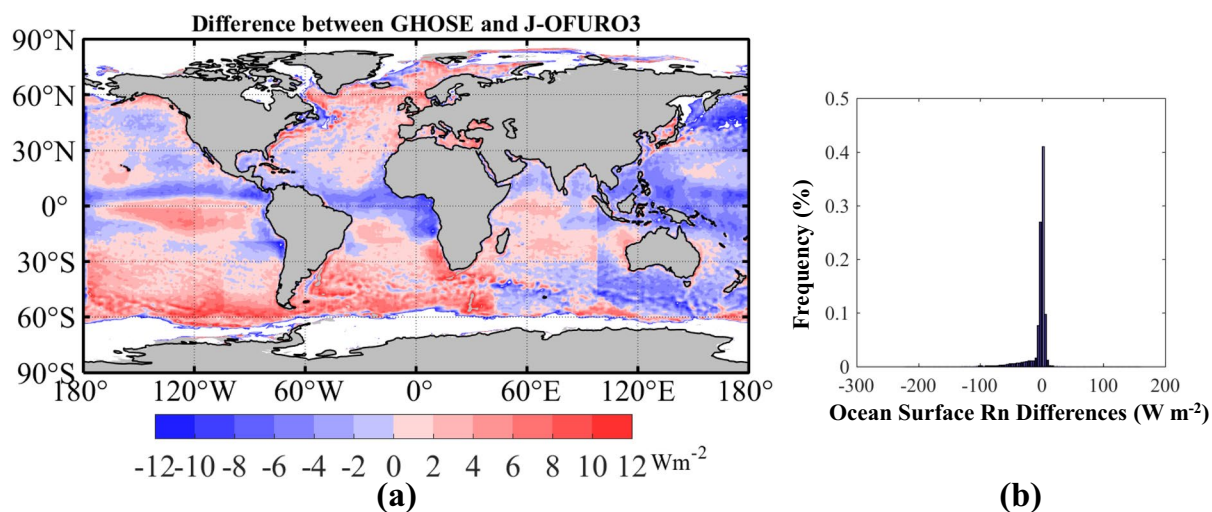 Difference between GHOSE and J-OFURO3
90°N
60°N
30°N
0°
30°S
60°S
90°S
180° 120°W 60°W 0° 60°E 120°E 180°
-12 -10 -8 -6 -4 -2 0 2 4 6 8 10 12 Wm-2
(a)
0.5
0.4
0.3
0.2
0.1
0
Frequency (%)
-300 -100 0 100 200
Ocean Surface Rn Differences (W m-2)
(b)